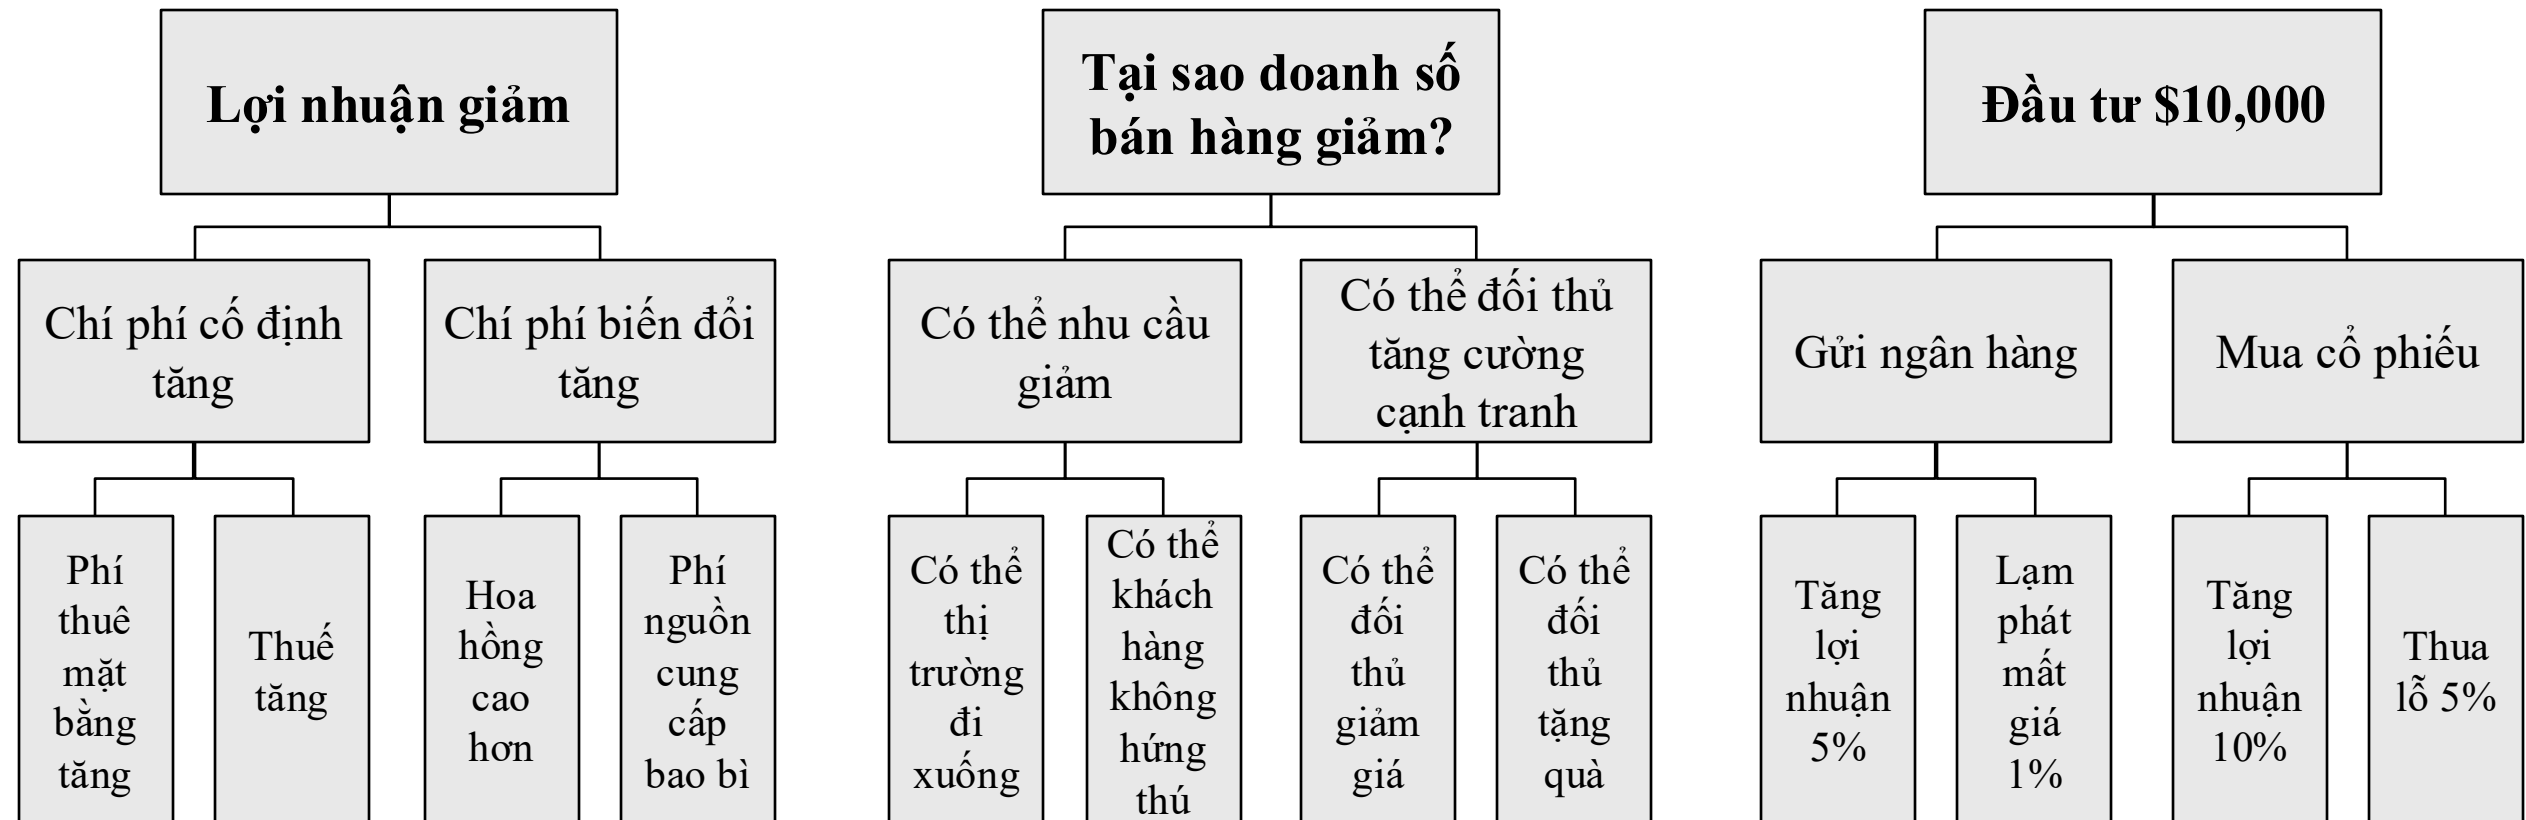 Lợi nhuận giảm
Chí phí cố định
tăng
Chí phí biến đổi
tăng
Phí
thuê
mặt
bằng
tăng
Thuế
tăng
Hoa
hồng
cao
hơn
Phí
nguồn
cung
cấp
bao bì
Tại sao doanh số
bán hàng giảm?
Có thể nhu cầu
giảm
Có thể đối thủ
tăng cường
cạnh tranh
Có thể
thị
trường
đi
xuống
Có thể
khách
hàng
không
hứng
thú
Có thể
đối
thủ
giảm
giá
Có thể
đối
thủ
tặng
quà
Đầu tư $10,000
Gửi ngân hàng
Mua cổ phiếu
Tăng
lợi
nhuận
5%
Lạm
phát
mất
giá
1%
Tăng
lợi
nhuận
10%
Thua
lỗ 5%